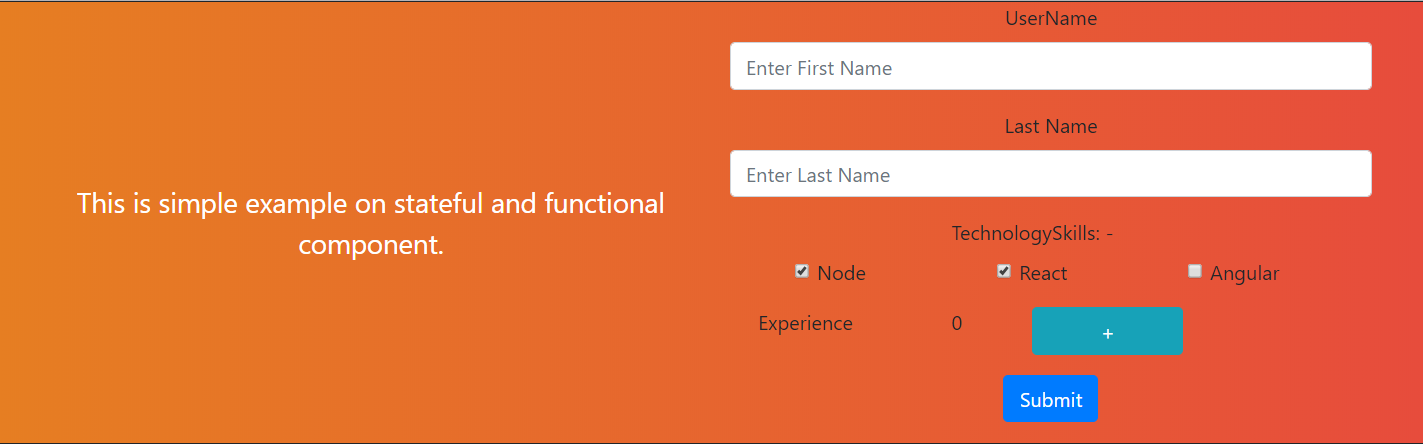 This is simple example on stateful and functional
component.
UserName
Enter First Name
Last Name
Enter Last Name
TechnologySkills: -
Node React Angular
Experience 0 +
Submit